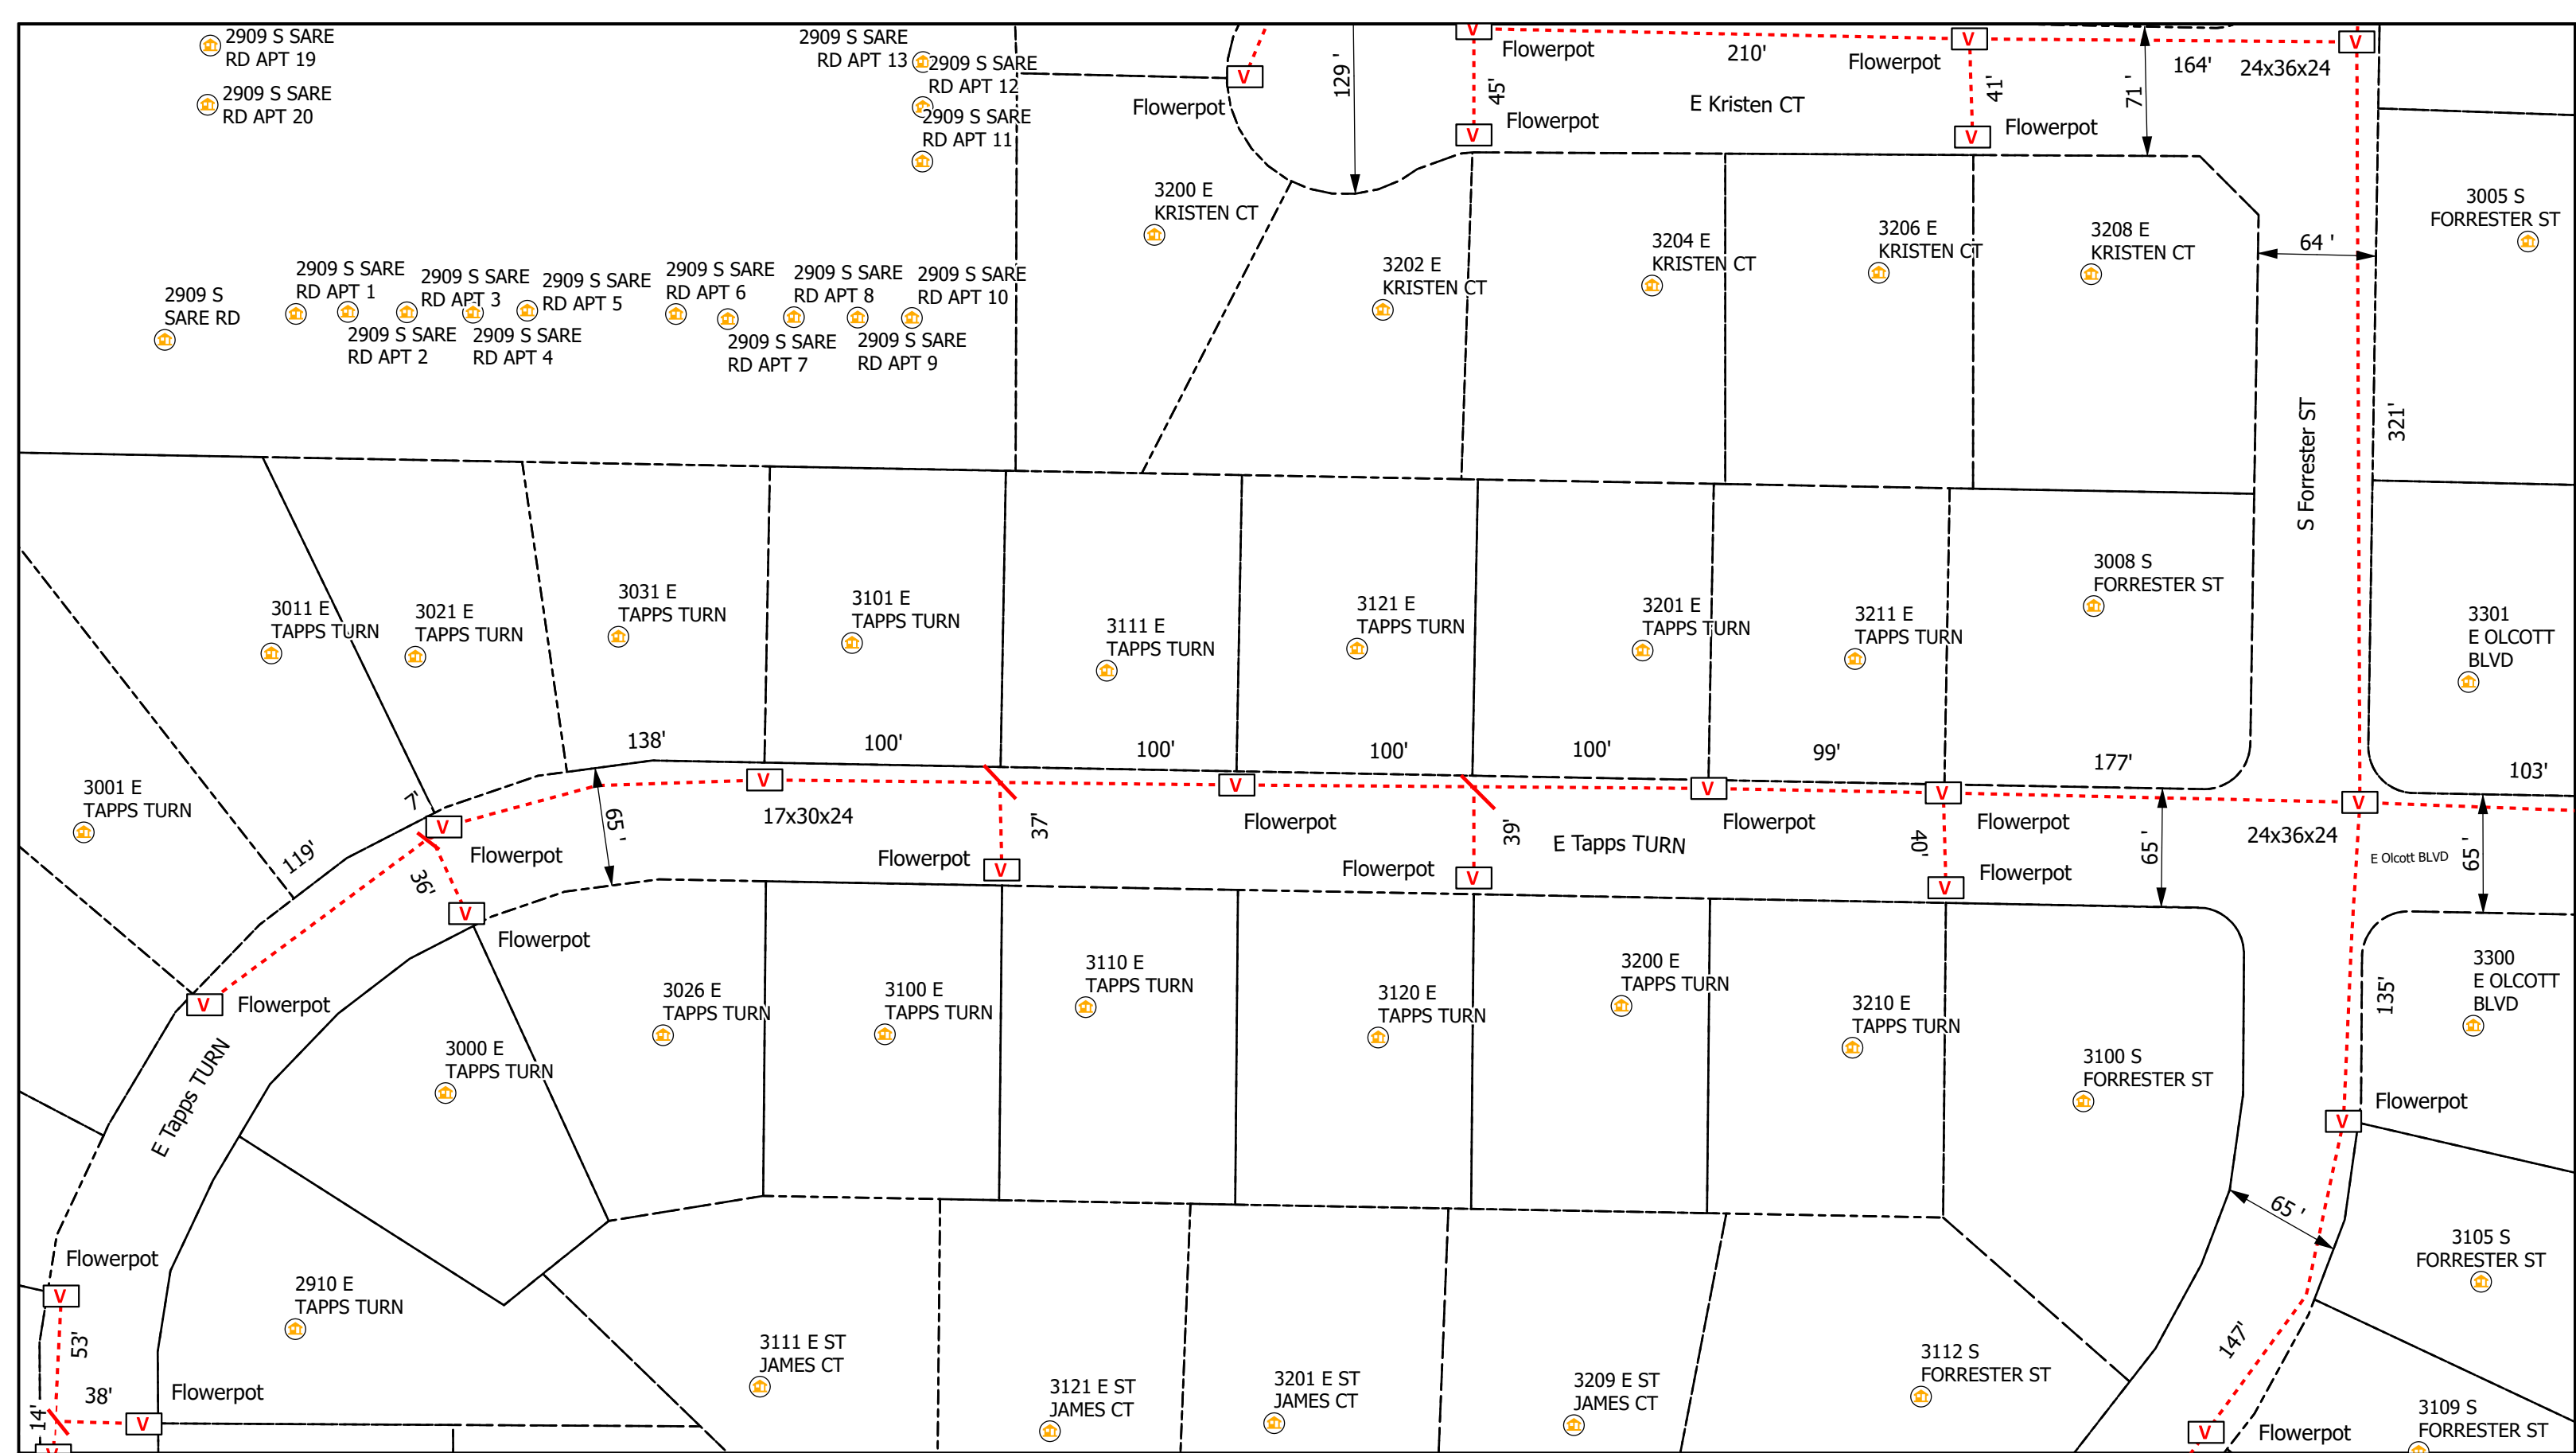 2909 S SARE
RD APT 19
2909 S SARE
RD APT 20
2909 S SARE
RD APT 13
2909 S SARE
RD APT 12
2909 S SARE
RD APT 11
V
Flowerpot
129 '
V
Flowerpot
210'
V
Flowerpot
164'
V
24x36x24
45'
V
Flowerpot
E Kristen CT
41'
V
Flowerpot
71 '
3200 E
KRISTEN CT
3202 E
KRISTEN CT
3204 E
KRISTEN CT
3206 E
KRISTEN CT
3208 E
KRISTEN CT
3005 S
FORRESTER ST
64 '
2909 S
SARE RD
2909 S SARE
RD APT 1
2909 S SARE
RD APT 2
2909 S SARE
RD APT 3
2909 S SARE
RD APT 4
2909 S SARE
RD APT 5
2909 S SARE
RD APT 6
2909 S SARE
RD APT 7
2909 S SARE
RD APT 8
2909 S SARE
RD APT 9
2909 S SARE
RD APT 10
S Forrester ST
321'
3001 E
TAPPS TURN
3011 E
TAPPS TURN
3021 E
TAPPS TURN
3031 E
TAPPS TURN
3101 E
TAPPS TURN
3111 E
TAPPS TURN
3121 E
TAPPS TURN
3201 E
TAPPS TURN
3211 E
TAPPS TURN
3008 S
FORRESTER ST
3301
E OLCOTT
BLVD
119'
7'
138'
100'
100'
100'
100'
99'
177'
103'
V
Flowerpot
65 '
V
17x30x24
V
Flowerpot
V
Flowerpot
V
Flowerpot
V
24x36x24
36'
V
Flowerpot
37'
Flowerpot
V
39'
Flowerpot
V
E Tapps TURN
40'
V
Flowerpot
65 '
E Olcott BLVD
65 '
V
Flowerpot
E Tapps TURN
3000 E
TAPPS TURN
3026 E
TAPPS TURN
3100 E
TAPPS TURN
3110 E
TAPPS TURN
3120 E
TAPPS TURN
3200 E
TAPPS TURN
3210 E
TAPPS TURN
3100 S
FORRESTER ST
3300
E OLCOTT
BLVD
135'
V
Flowerpot
65 '
3105 S
FORRESTER ST
Flowerpot
V
53'
2910 E
TAPPS TURN
14'
38'
V
Flowerpot
V
3111 E ST
JAMES CT
3121 E ST
JAMES CT
3201 E ST
JAMES CT
3209 E ST
JAMES CT
3112 S
FORRESTER ST
147'
V
Flowerpot
3109 S
FORRESTER ST